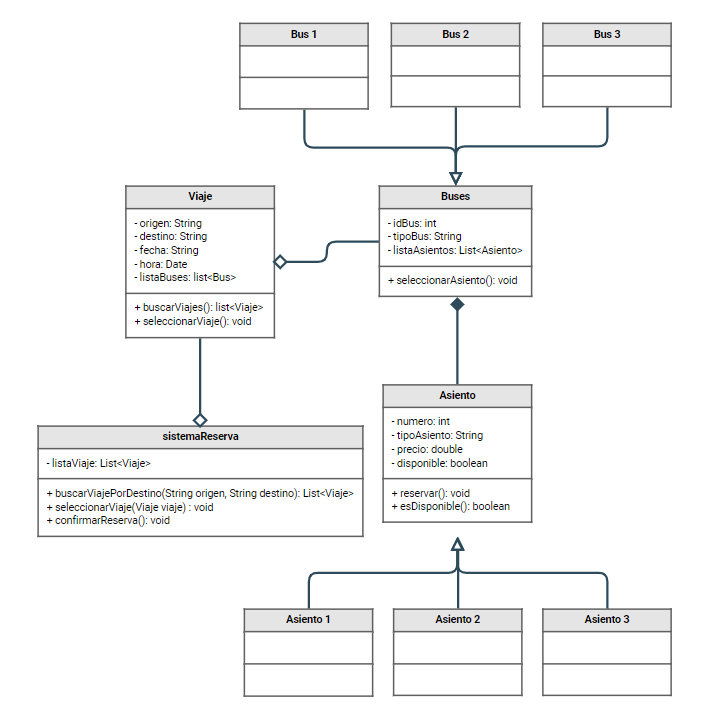 Bus 1
Bus 2
Bus 3
Viaje
- origen: String
- destino: String
- fecha: String
- hora: Date
- listaBuses: list<Bus>
+ buscarViajes(): list<Viaje>
+ seleccionarViaje(): void
Buses
- idBus: int
- tipoBus: String
- listaAsientos: List<Asiento>
+ seleccionarAsiento(): void
Asiento
- numero: int
- tipoAsiento: String
- precio: double
- disponible: boolean
+ reservar(): void
+ esDisponible(): boolean
sistemaReserva
- listaViaje: List<Viaje>
+ buscarViajePorDestino(String origen, String destino): List<Viaje>
+ seleccionarViaje(Viaje viaje) : void
+ confirmarReserva(): void
Asiento 1
Asiento 2
Asiento 3